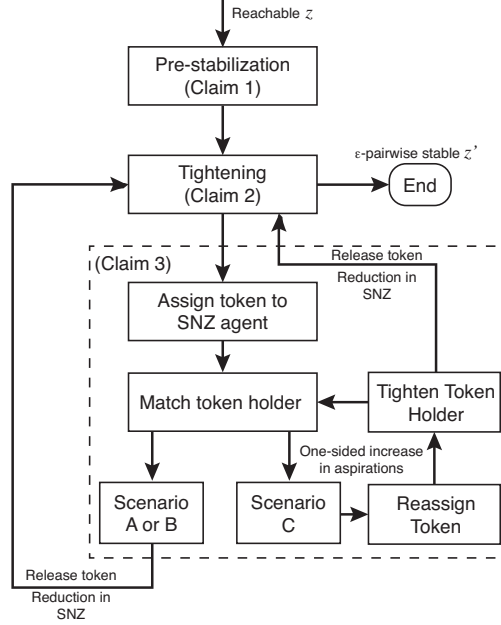 Reachable z
Pre-stabilization
(Claim 1)
Tightening
(Claim 2)
ε-pairwise stable z'
End
(Claim 3)
Release token
Reduction in
SNZ
Assign token to
SNZ agent
Match token holder
Tighten Token
Holder
One-sided increase
in aspirations
Scenario
A or B
Scenario
C
Reassign
Token
Release token
Reduction in
SNZ